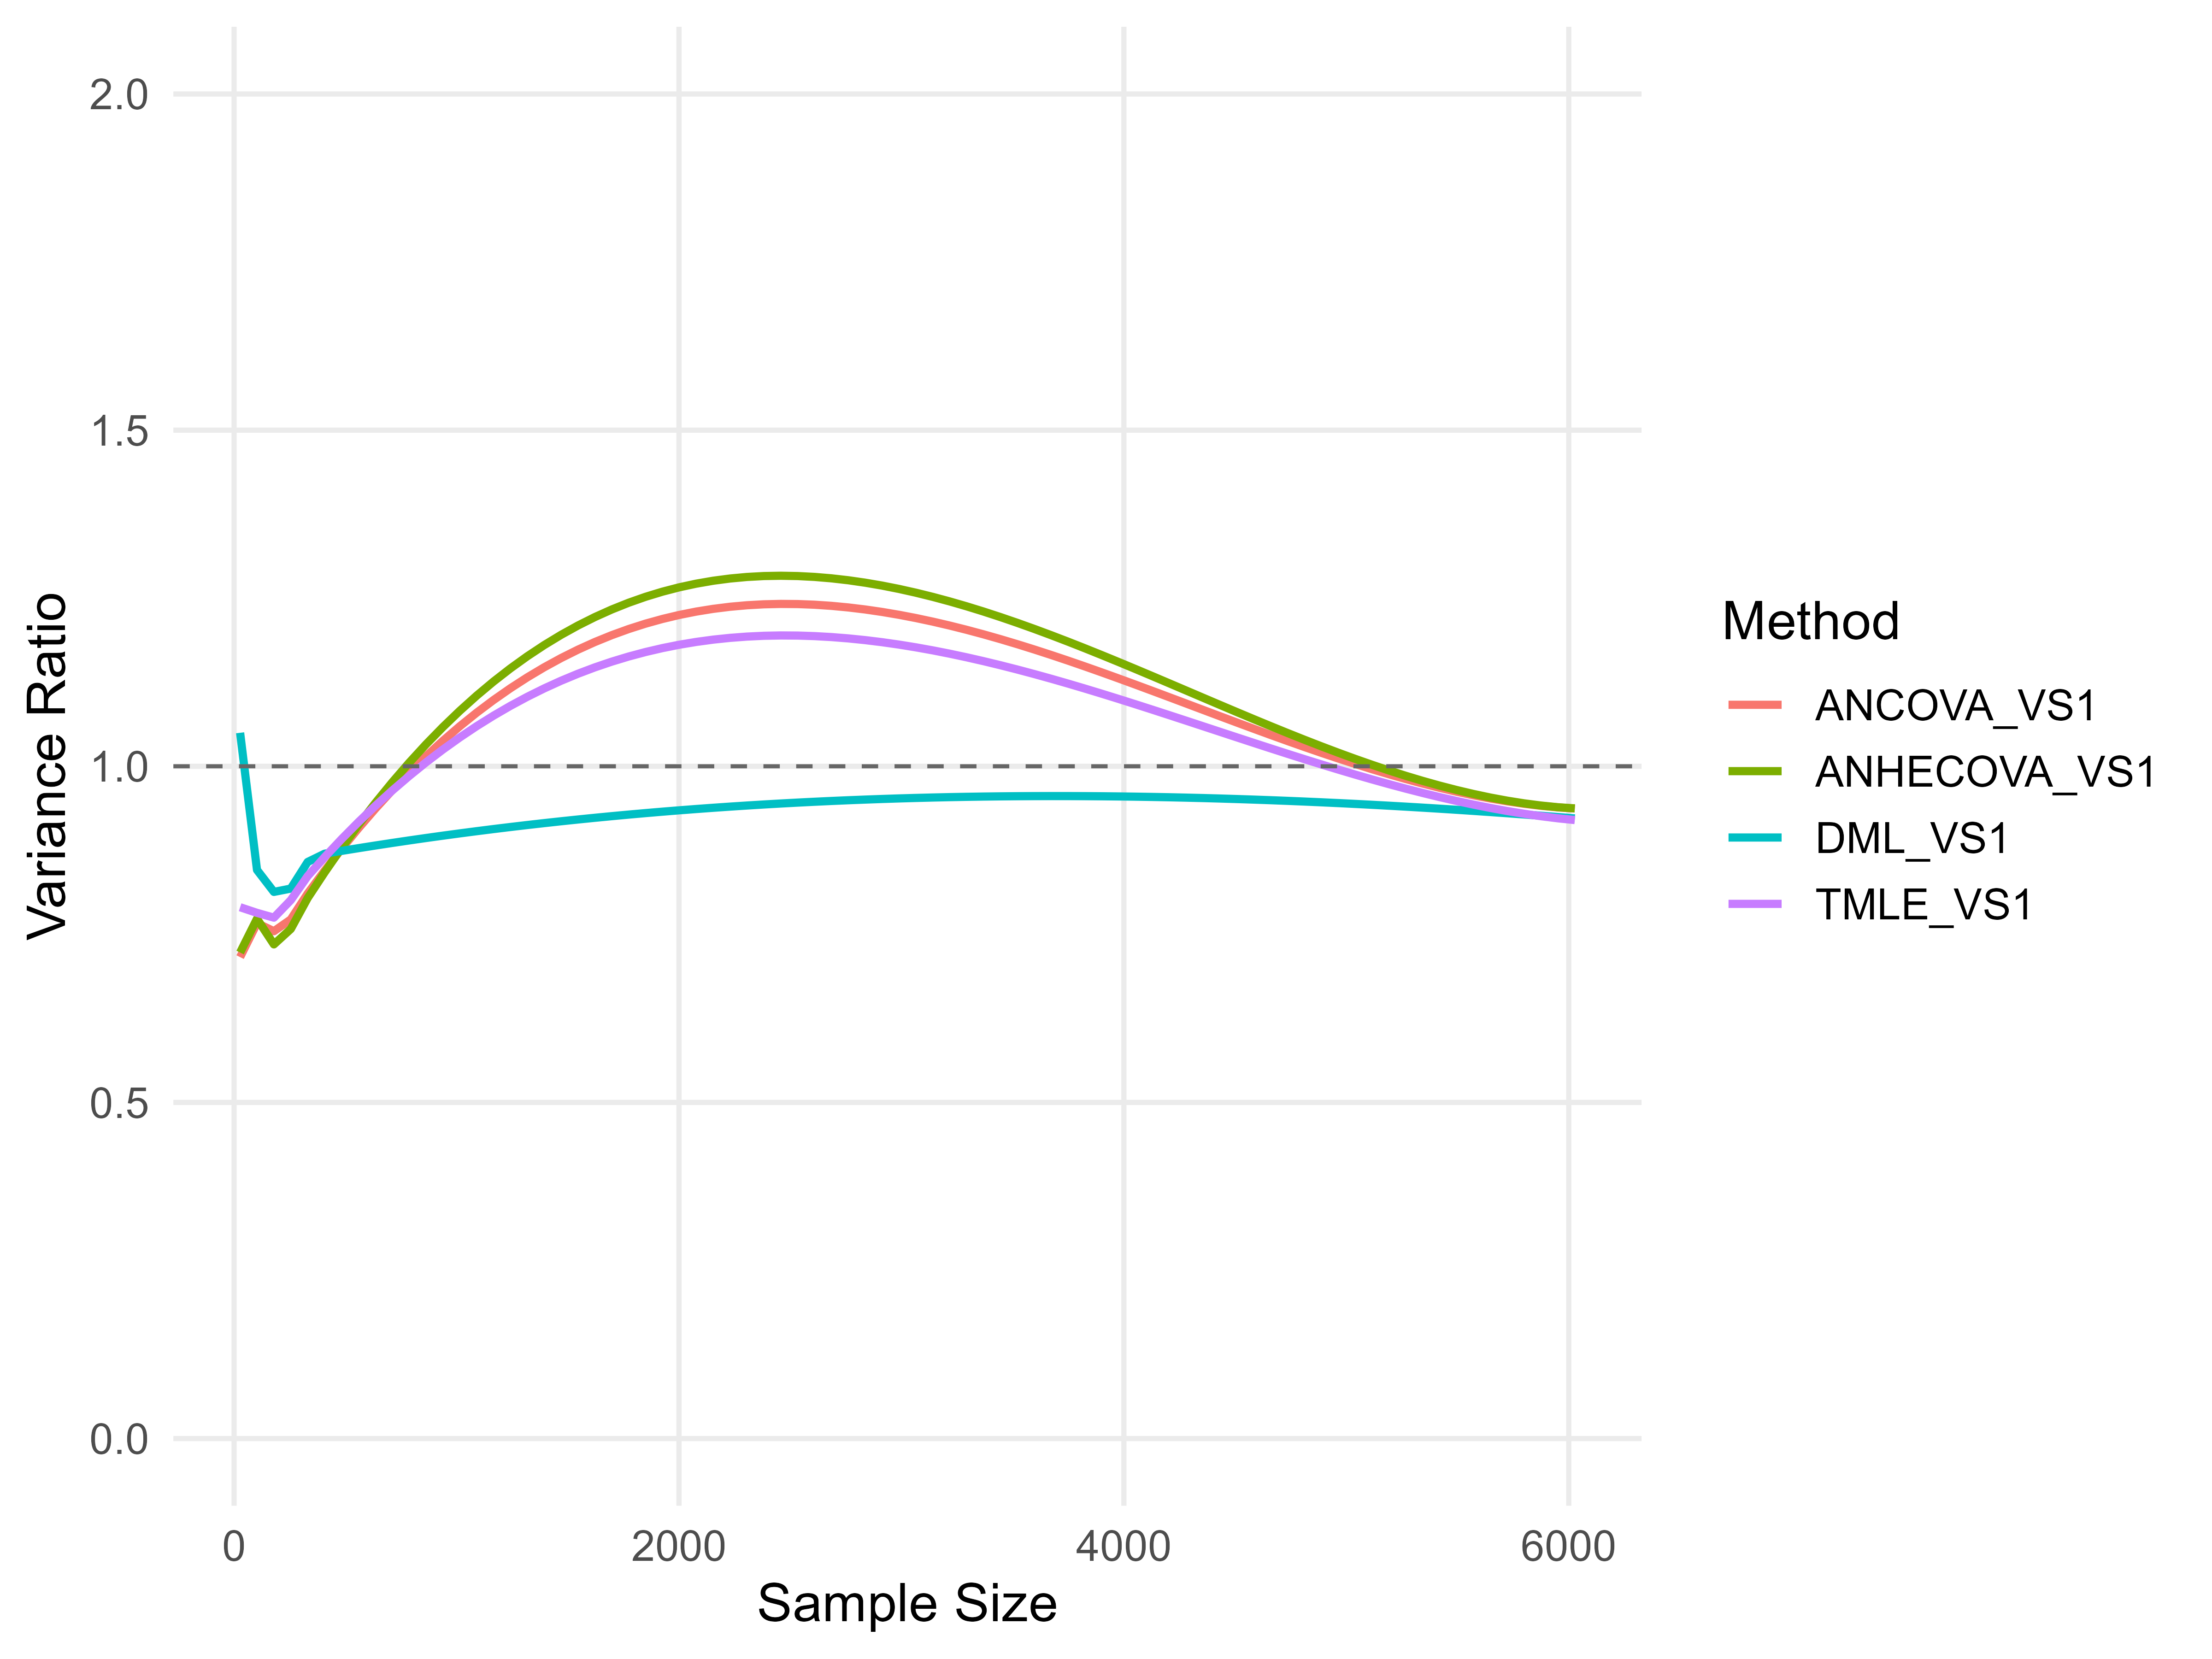 2.0
1.5
1.0
0.5
0.0
Variance Ratio
0
2000
4000
6000
Sample Size
Method
ANCOVA_VS1
ANHECOVA_VS1
DML_VS1
TMLE_VS1